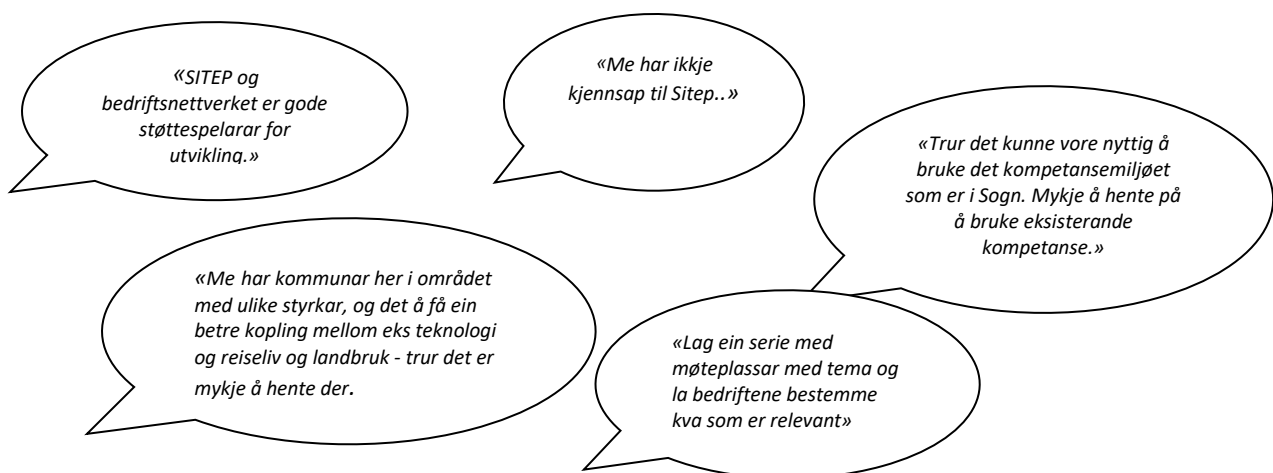 «SITEP og
bedriftsnettverket er gode
støttespelarar for
utvikling.»
«Me har ikkje
kjennsap til Sitep..»
«Trur det kunne vore nyttig å
bruke det kompetansemiljøet
som er i Sogn. Mykje å hente på
å bruke eksisterande
kompetanse.»
«Me har kommunar her i området
med ulike styrkar, og det å få ein
betre kopling mellom eks teknologi
og reiseliv og landbruk - trur det er
mykje å hente der.
«Lag ein serie med
møteplassar med tema og
la bedriftene bestemme
kva som er relevant»